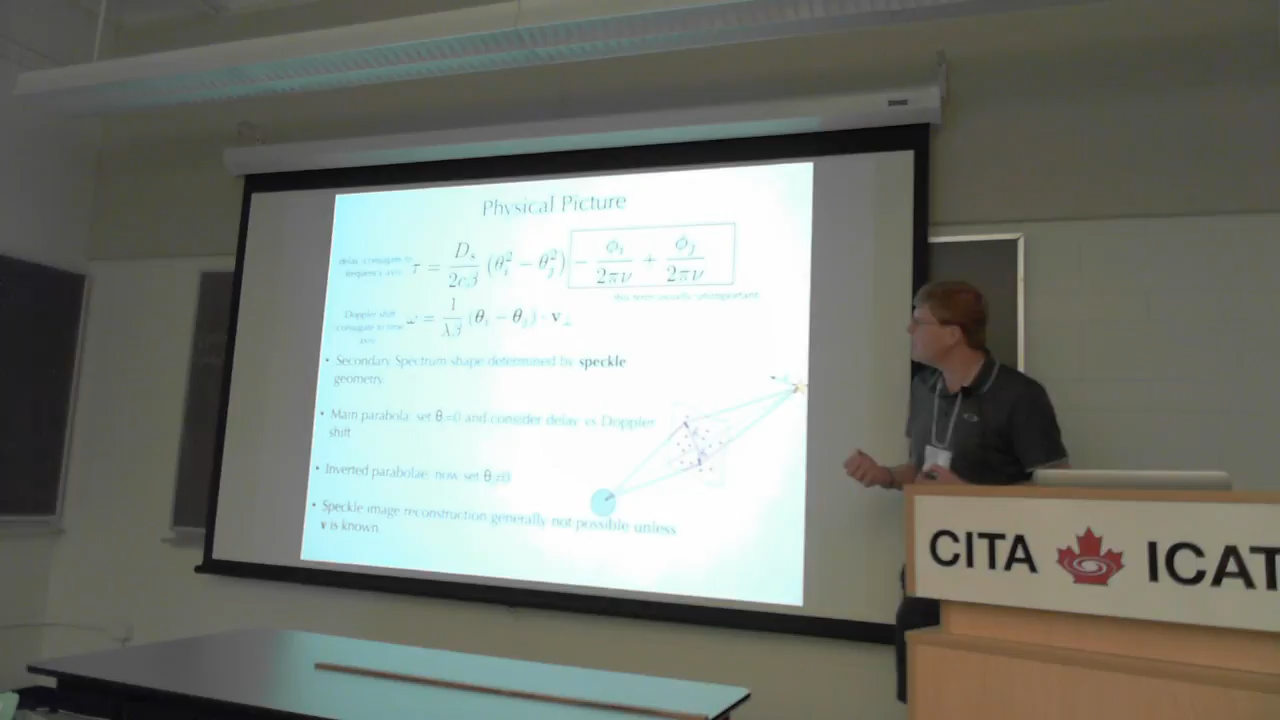 Physical Picture
delay conjugate to
frequency axis
τ = D_s/2cβ (θ_i² − θ_j²) − ϕ_i/2πν + ϕ_j/2πν
this term usually unimportant
Doppler shift
conjugate to time
axis
ω = 1/λβ (θ_i − θ_j) · v_⊥
• Secondary Spectrum shape determined by speckle
geometry
• Main parabola: set θ =0 and consider delay vs Doppler
shift
• Inverted parabolae: now set θ =0
• Speckle image reconstruction generally not possible unless
v is known
CITA ICAT